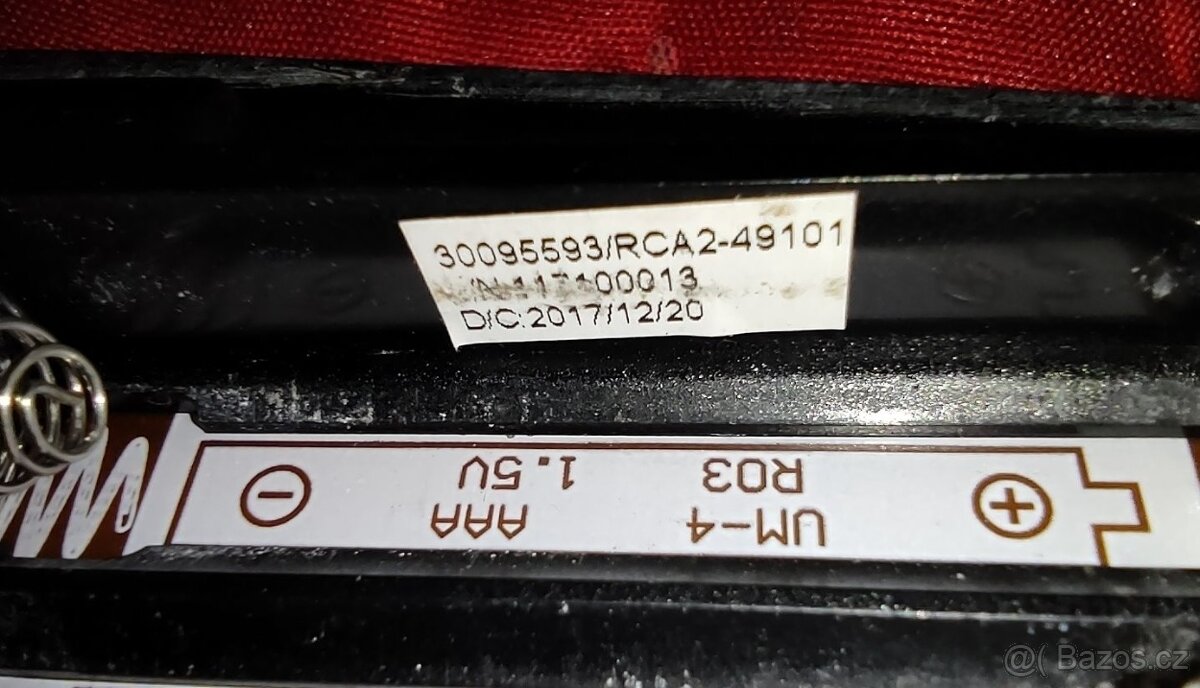 30095593/RCA2-49101
D/C:2017/12/20
1.5V R03
AAA UM-4
@( Bazos.cz